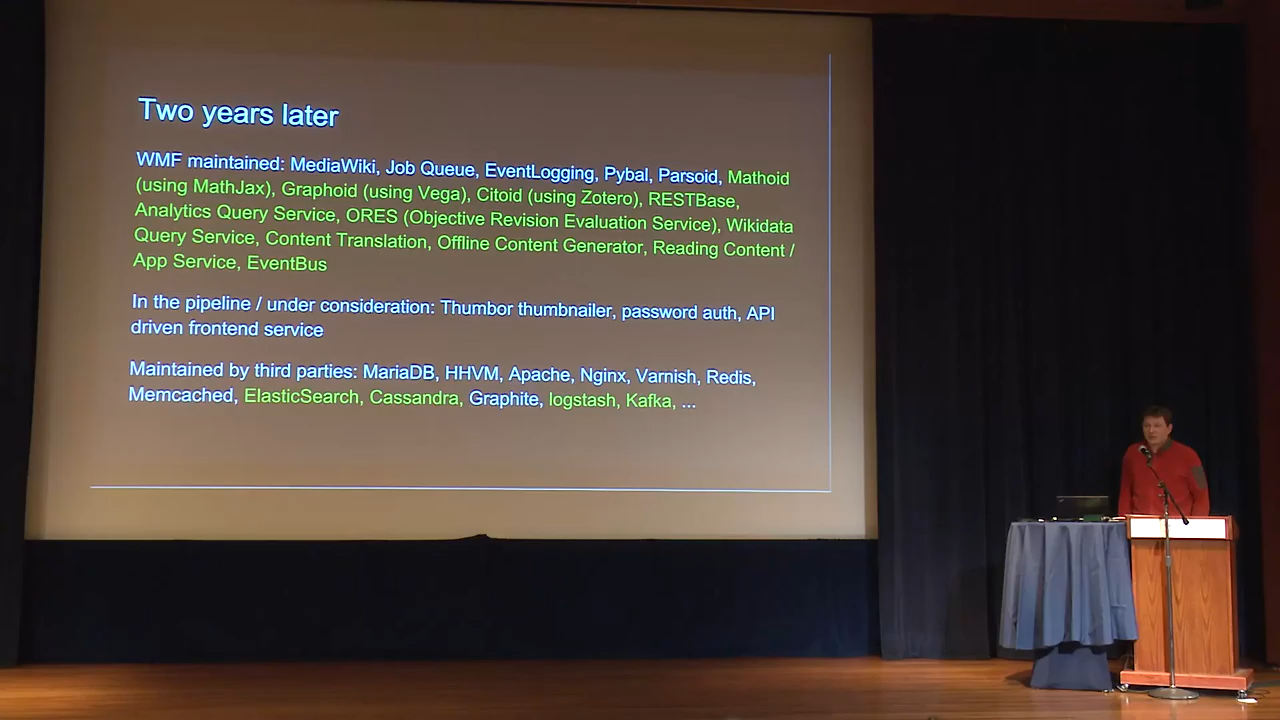 Two years later
WMF maintained: MediaWiki, Job Queue, EventLogging, Pybal, Parsoid, Mathoid
(using MathJax), Graphoid (using Vega), Citoid (using Zotero), RESTBase,
Analytics Query Service, ORES (Objective Revision Evaluation Service), Wikidata
Query Service, Content Translation, Offline Content Generator, Reading Content /
App Service, EventBus
In the pipeline / under consideration: Thumbor thumbnailer, password auth, API
driven frontend service
Maintained by third parties: MariaDB, HHVM, Apache, Nginx, Varnish, Redis,
Memcached, ElasticSearch, Cassandra, Graphite, logstash, Kafka, ...